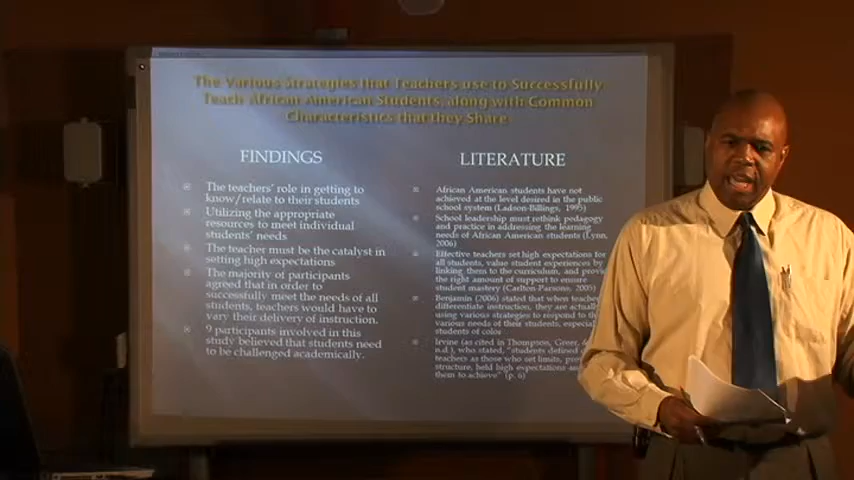 The Various Strategies that Teachers use to Successfully
Teach African American Students, along with Common
Characteristics that they Share
FINDINGS
The teachers' role in getting to
know/relate to their students
Utilizing the appropriate
resources to meet individual
students' needs
The teacher must be the catalyst in
setting high expectations
The majority of participants
agreed that in order to
successfully meet the needs of all
students, teachers would have to
vary their delivery of instruction.
9 participants involved in this
study believed that students need
to be challenged academically.
LITERATURE
African American students have not
achieved at the level desired in the public
school system (Ladson-Billings, 1995)
School leadership must rethink pedagogy
and practice in addressing the learning
needs of African American students (Lynn,
2006)
Effective teachers set high expectations for
all students, value student experiences by
linking them to the curriculum, and
the right amount of support to ensure
student mastery (Carlton-Parsons, 2005)
Benjamin (2006) stated that when
differentiate instruction, they are
using various strategies to respond to
various needs of their students,
students of color
Irvine (as cited in Thompson, Greer,
n.d.), who stated, "students defined
teachers as those who set limits,
structure, held high expectations
them to achieve" (p. 6)